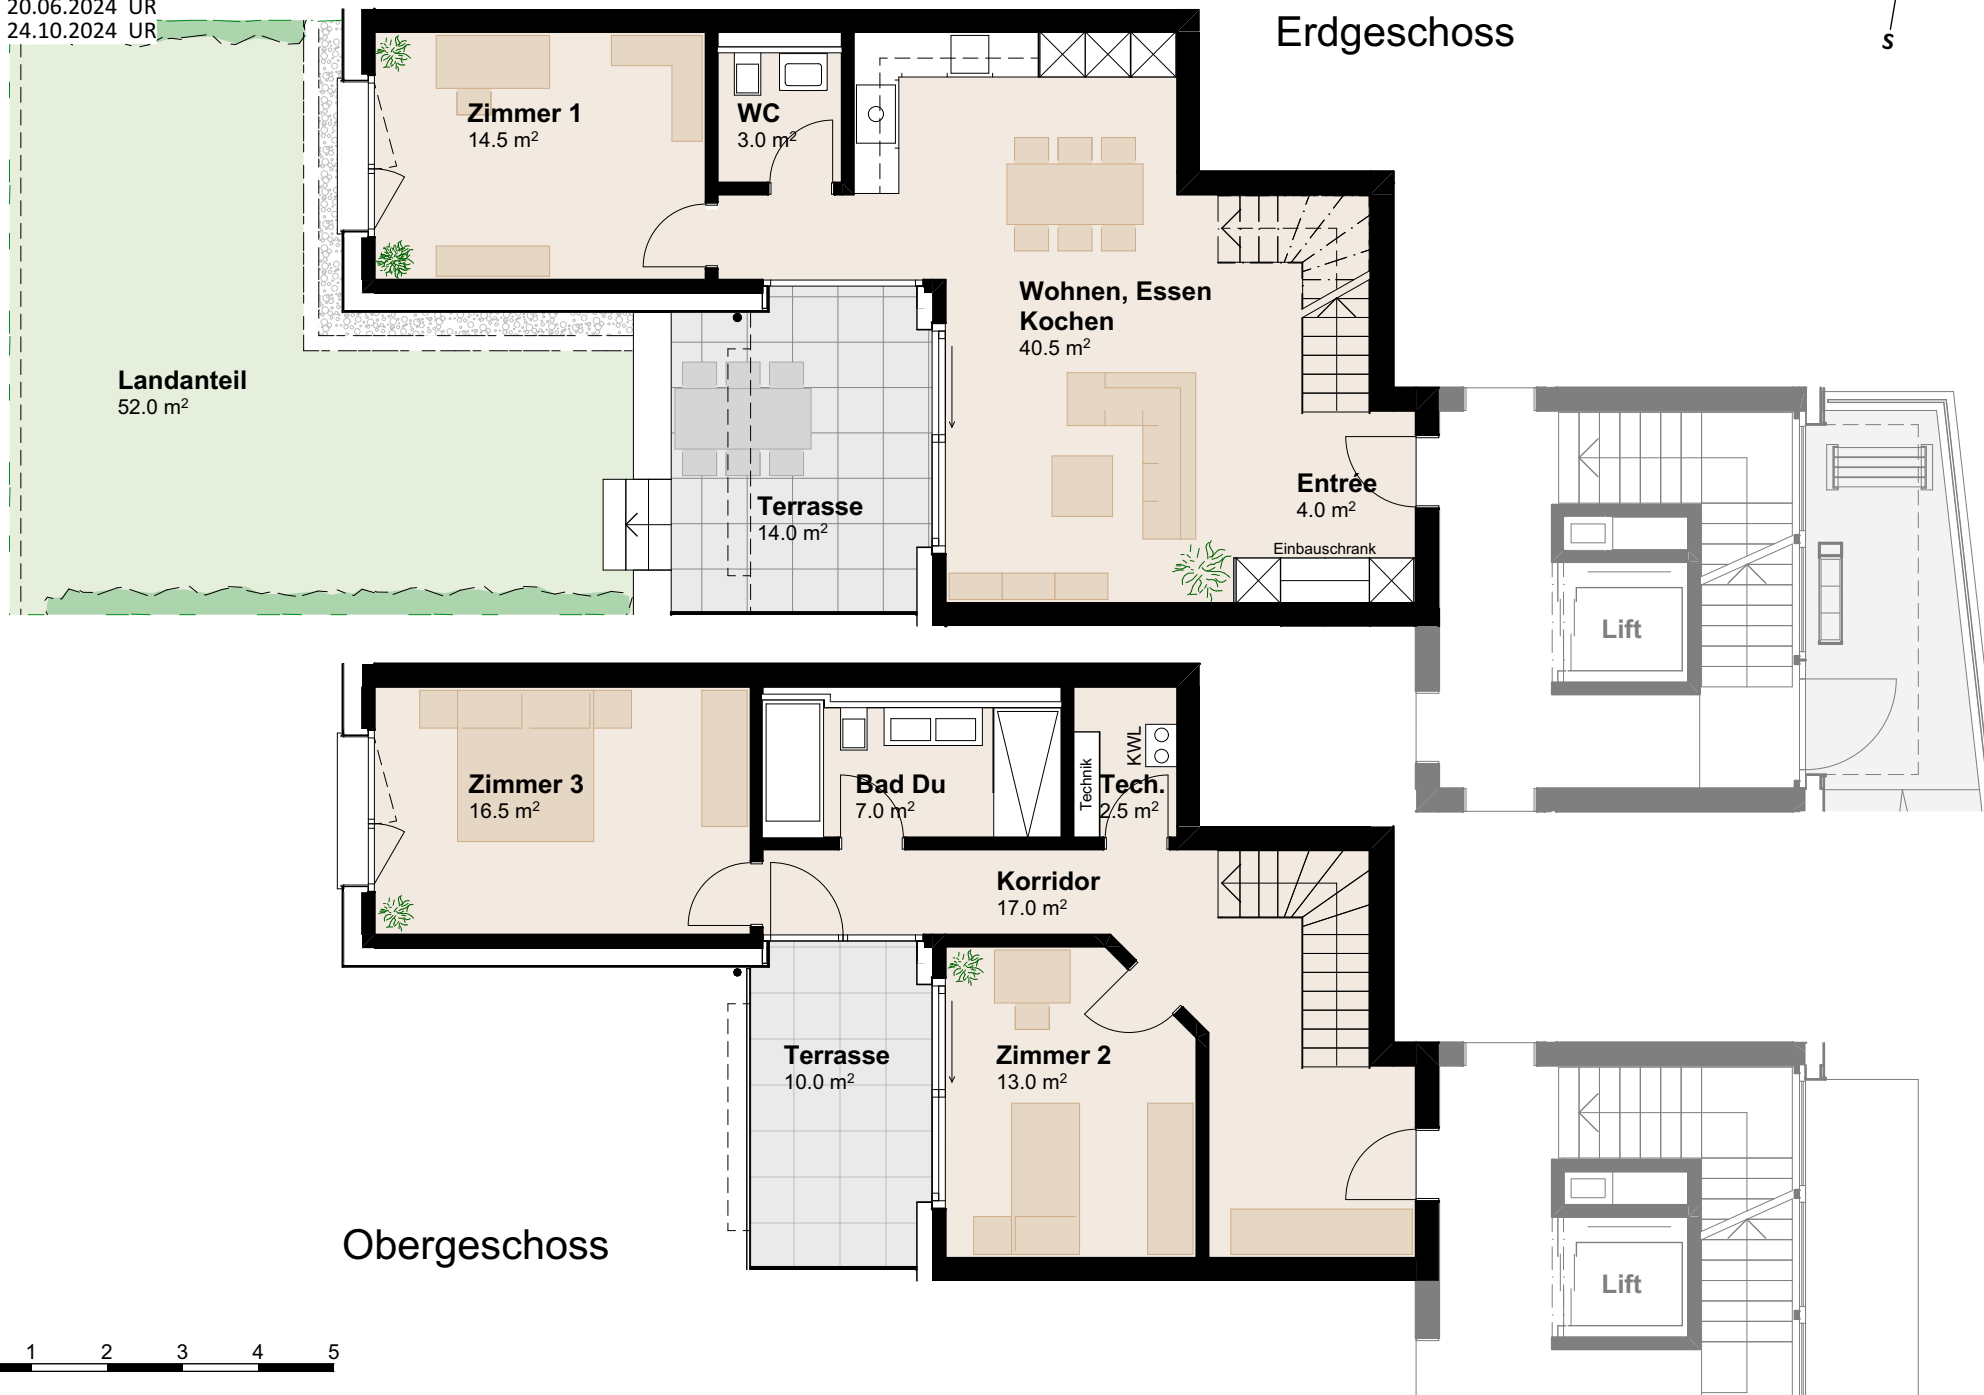 20.06.2024 UR
24.10.2024 UR
Erdgeschoss
S
Zimmer 1
14.5 m²
WC
3.0 m²
Wohnen, Essen
Kochen
40.5 m²
Landanteil
52.0 m²
Terrasse
14.0 m²
Entrée
4.0 m²
Einbauschrank
Lift
Zimmer 3
16.5 m²
Bad Du
7.0 m²
Technik
KWL
Tech.
2.5 m²
Korridor
17.0 m²
Terrasse
10.0 m²
Zimmer 2
13.0 m²
Obergeschoss
Lift
1 2 3 4 5